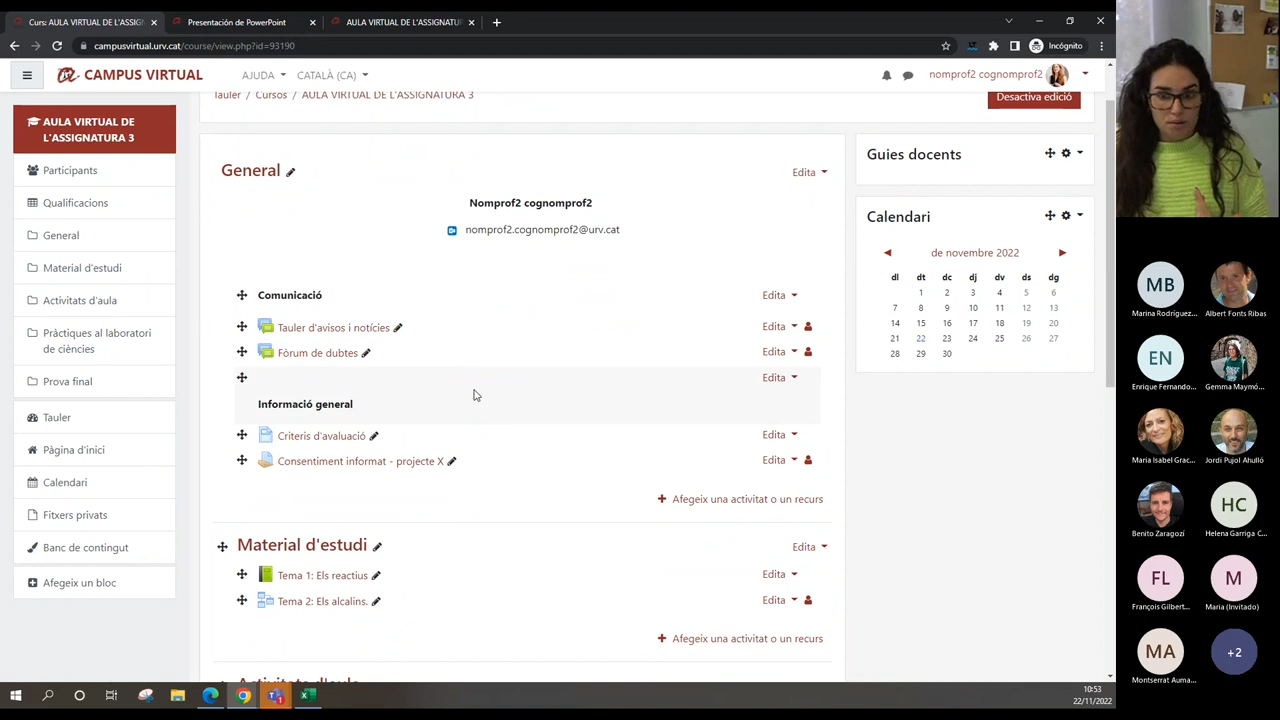 Curs: AULA VIRTUAL DE L'ASSIGN
Presentación de PowerPoint
AULA VIRTUAL DE L'ASSIGNATUR
campusvirtual.urv.cat/course/view.php?id=93190
Incógnito
CAMPUS VIRTUAL
AJUDA
CATALÀ (CA)
nomprof2 cognomprof2
Tauler / Cursos / AULA VIRTUAL DE L'ASSIGNATURA 3
Desactiva edició
AULA VIRTUAL DE L'ASSIGNATURA 3
Participants
Qualificacions
General
Material d'estudi
Activitats d'aula
Pràctiques al laboratori de ciències
Prova final
Tauler
Pàgina d'inici
Calendari
Fitxers privats
Banc de contingut
Afegeix un bloc
General
Edita
Nomprof2 cognomprof2
nomprof2.cognomprof2@urv.cat
Comunicació
Edita
Tauler d'avisos i notícies
Edita
Fòrum de dubtes
Edita
Edita
Informació general
Criteris d'avaluació
Edita
Consentiment informat - projecte X
Edita
Afegeix una activitat o un recurs
Material d'estudi
Edita
Tema 1: Els reactius
Edita
Tema 2: Els alcalins.
Edita
Afegeix una activitat o un recurs
Activitats d'aula
Guies docents
Calendari
de novembre 2022
dl dt dc dj dv ds dg
1 2 3 4 5 6
7 8 9 10 11 12 13
14 15 16 17 18 19 20
21 22 23 24 25 26 27
28 29 30
10:53
22/11/2022
MB
Marina Rodríguez...
Albert Fonts Ribas
EN
Enrique Fernando...
Gemma Maymó...
Maria Isabel Grac...
Jordi Pujol Ahulló
Benito Zaragozí
HC
Helena Garriga C...
FL
François Gilbert...
M
Maria (Invitado)
MA
Montserrat Auma...
+2